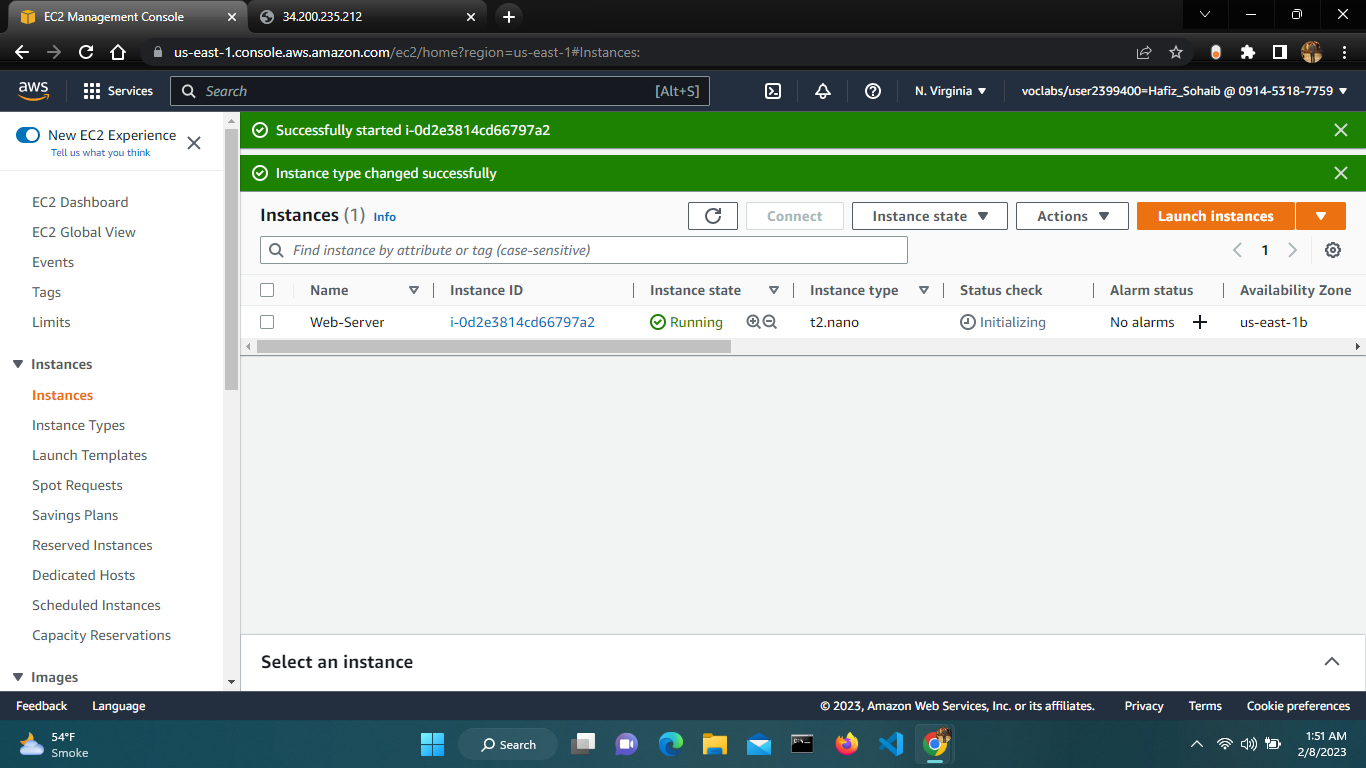 EC2 Management Console
34.200.235.212
us-east-1.console.aws.amazon.com/ec2/home?region=us-east-1#Instances:
aws
Services
Search
[Alt+S]
N. Virginia
voclabs/user2399400=Hafiz_Sohaib @ 0914-5318-7759
New EC2 Experience
Tell us what you think
EC2 Dashboard
EC2 Global View
Events
Tags
Limits
Instances
Instances
Instance Types
Launch Templates
Spot Requests
Savings Plans
Reserved Instances
Dedicated Hosts
Scheduled Instances
Capacity Reservations
Images
Successfully started i-0d2e3814cd66797a2
Instance type changed successfully
Instances (1) Info
Connect
Instance state
Actions
Launch instances
Find instance by attribute or tag (case-sensitive)
1
Name Instance ID Instance state Instance type Status check Alarm status Availability Zone
Web-Server i-0d2e3814cd66797a2 Running t2.nano Initializing No alarms us-east-1b
Select an instance
Feedback Language © 2023, Amazon Web Services, Inc. or its affiliates. Privacy Terms Cookie preferences
54°F
Smoke
Search
1:51 AM
2/8/2023